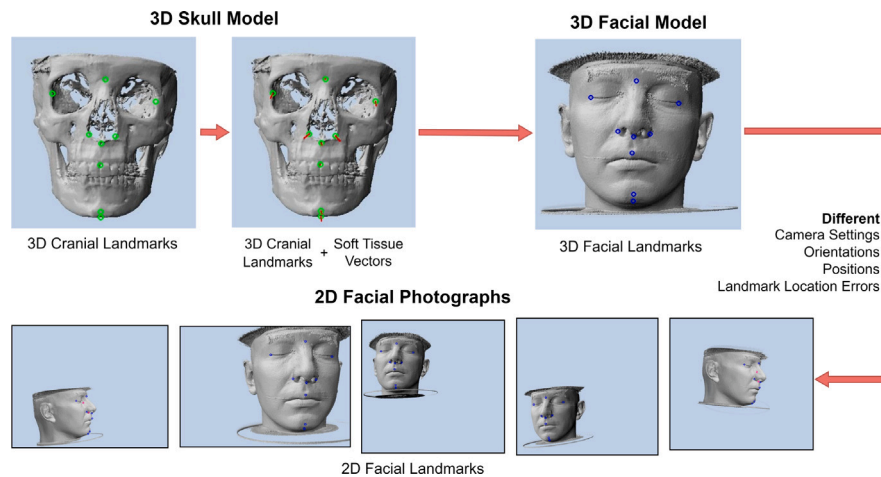 3D Skull Model
3D Facial Model
3D Cranial Landmarks
3D Cranial
Landmarks
+
Soft Tissue
Vectors
3D Facial Landmarks
Different
Camera Settings
Orientations
Positions
Landmark Location Errors
2D Facial Photographs
2D Facial Landmarks